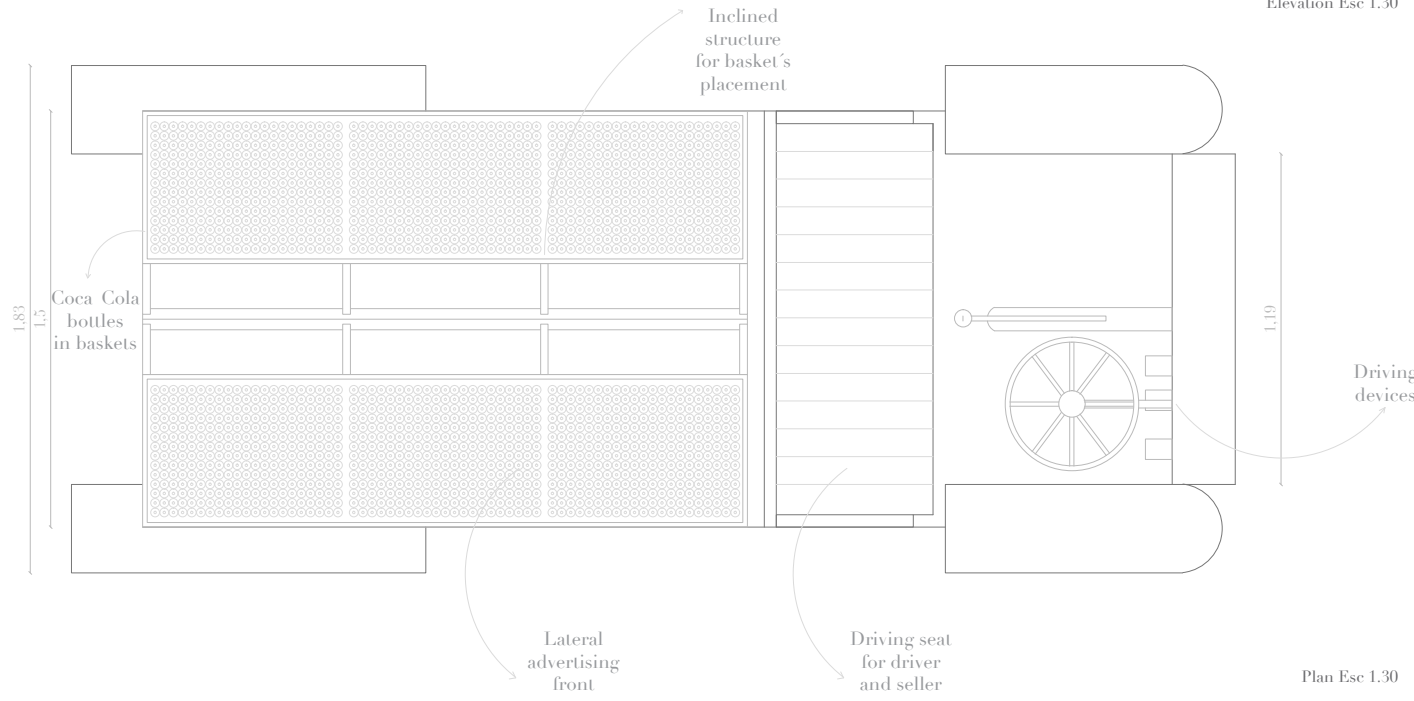 Elevation Esc 1.30
Inclined
structure
for basket´s
placement
1,83
1,5
Coca Cola
bottles
in baskets
1,19
Driving
devices
Lateral
advertising
front
Driving seat
for driver
and seller
Plan Esc 1.30